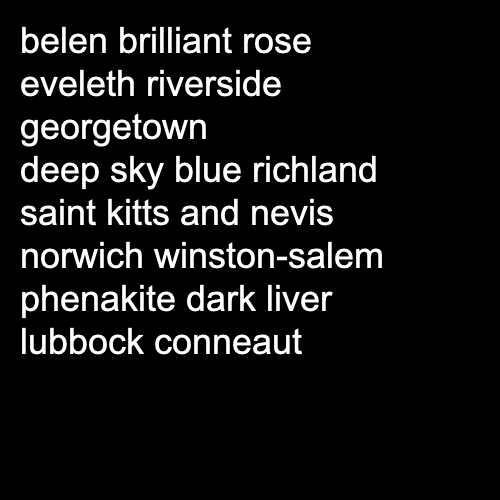 belen brilliant rose
eveleth riverside
georgetown
deep sky blue richland
saint kitts and nevis
norwich winston-salem
phenakite dark liver
lubbock conneaut